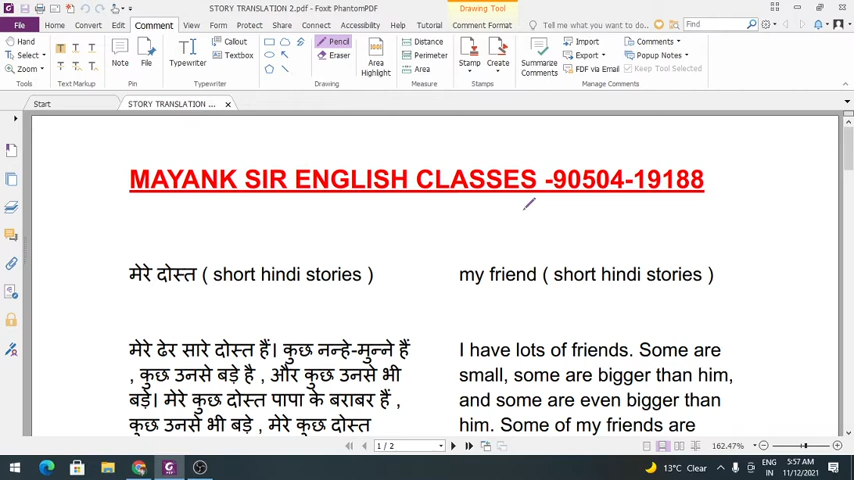 STORY TRANSLATION 2.pdf - Foxit PhantomPDF
Drawing Tool
File Home Edit Comment View Form Protect Share Connect Accessibility Help Tutorial Comment Format Tell me what you want to do... Find
Hand
Select
Zoom
Tools
Text Markup
Note
File
Pin
Typewriter
Callout
Textbox
Typewriter
Pencil
Eraser
Drawing
Area
Highlight
Distance
Perimeter
Area
Measure
Stamp
Create
Stamps
Summarize
Comments
Import
Export
FDF via Email
Comments
Popup Notes
Keep Tool Selected
Manage Comments
Start
STORY TRANSLATION ...
MAYANK SIR ENGLISH CLASSES -90504-19188
मेरे दोस्त ( short hindi stories )
मेरे ढेर सारे दोस्त हैं। कुछ नन्हे-मुन्ने हैं
, कुछ उनसे बड़े है , और कुछ उनसे भी
बड़े। मेरे कुछ दोस्त पापा के बराबर हैं ,
कुछ उनसे भी बड़े , मेरे कुछ दोस्त
my friend ( short hindi stories )
I have lots of friends. Some are
small, some are bigger than him,
and some are even bigger than
him. Some of my friends are
1 / 2
162.47%
13°C Clear
ENG
IN
5:57 AM
11/12/2021